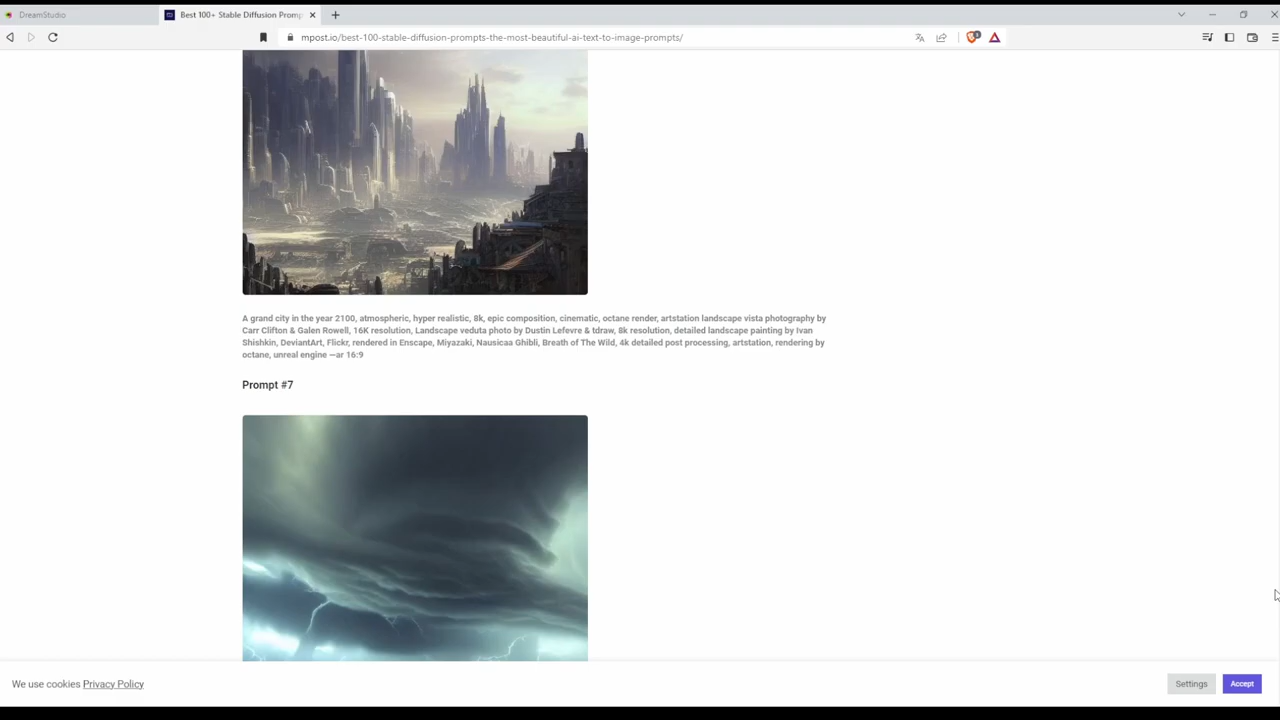 DreamStudio
Best 100+ Stable Diffusion Promp
mpost.io/best-100-stable-diffusion-prompts-the-most-beautiful-ai-text-to-image-prompts/
A grand city in the year 2100, atmospheric, hyper realistic, 8k, epic composition, cinematic, octane render, artstation landscape vista photography by
Carr Clifton & Galen Rowell, 16K resolution, Landscape veduta photo by Dustin Lefevre & tdraw, 8k resolution, detailed landscape painting by Ivan
Shishkin, DeviantArt, Flickr, rendered in Enscape, Miyazaki, Nausicaa Ghibli, Breath of The Wild, 4k detailed post processing, artstation, rendering by
octane, unreal engine —ar 16:9
Prompt #7
We use cookies Privacy Policy
Settings
Accept